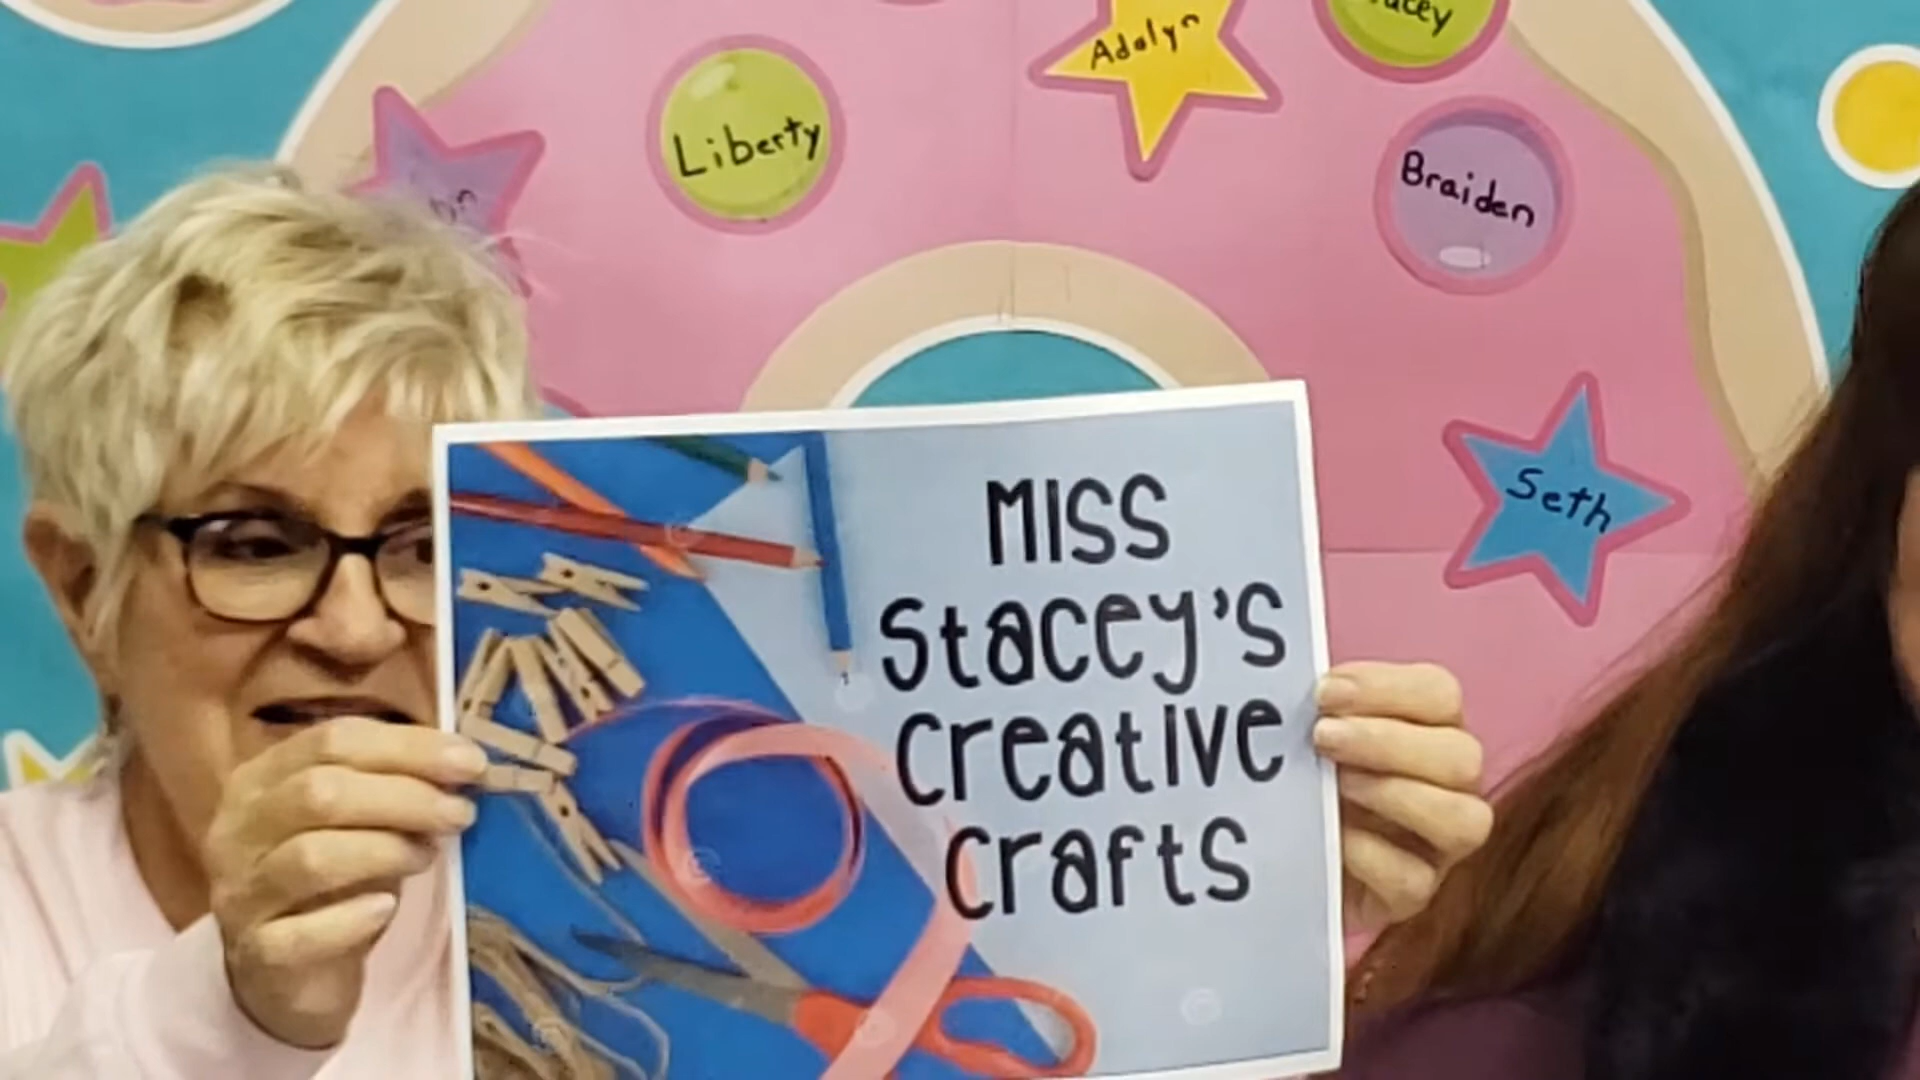 Adalyn
Liberty
Braiden
Seth
MISS
Stacey's
Creative
Crafts